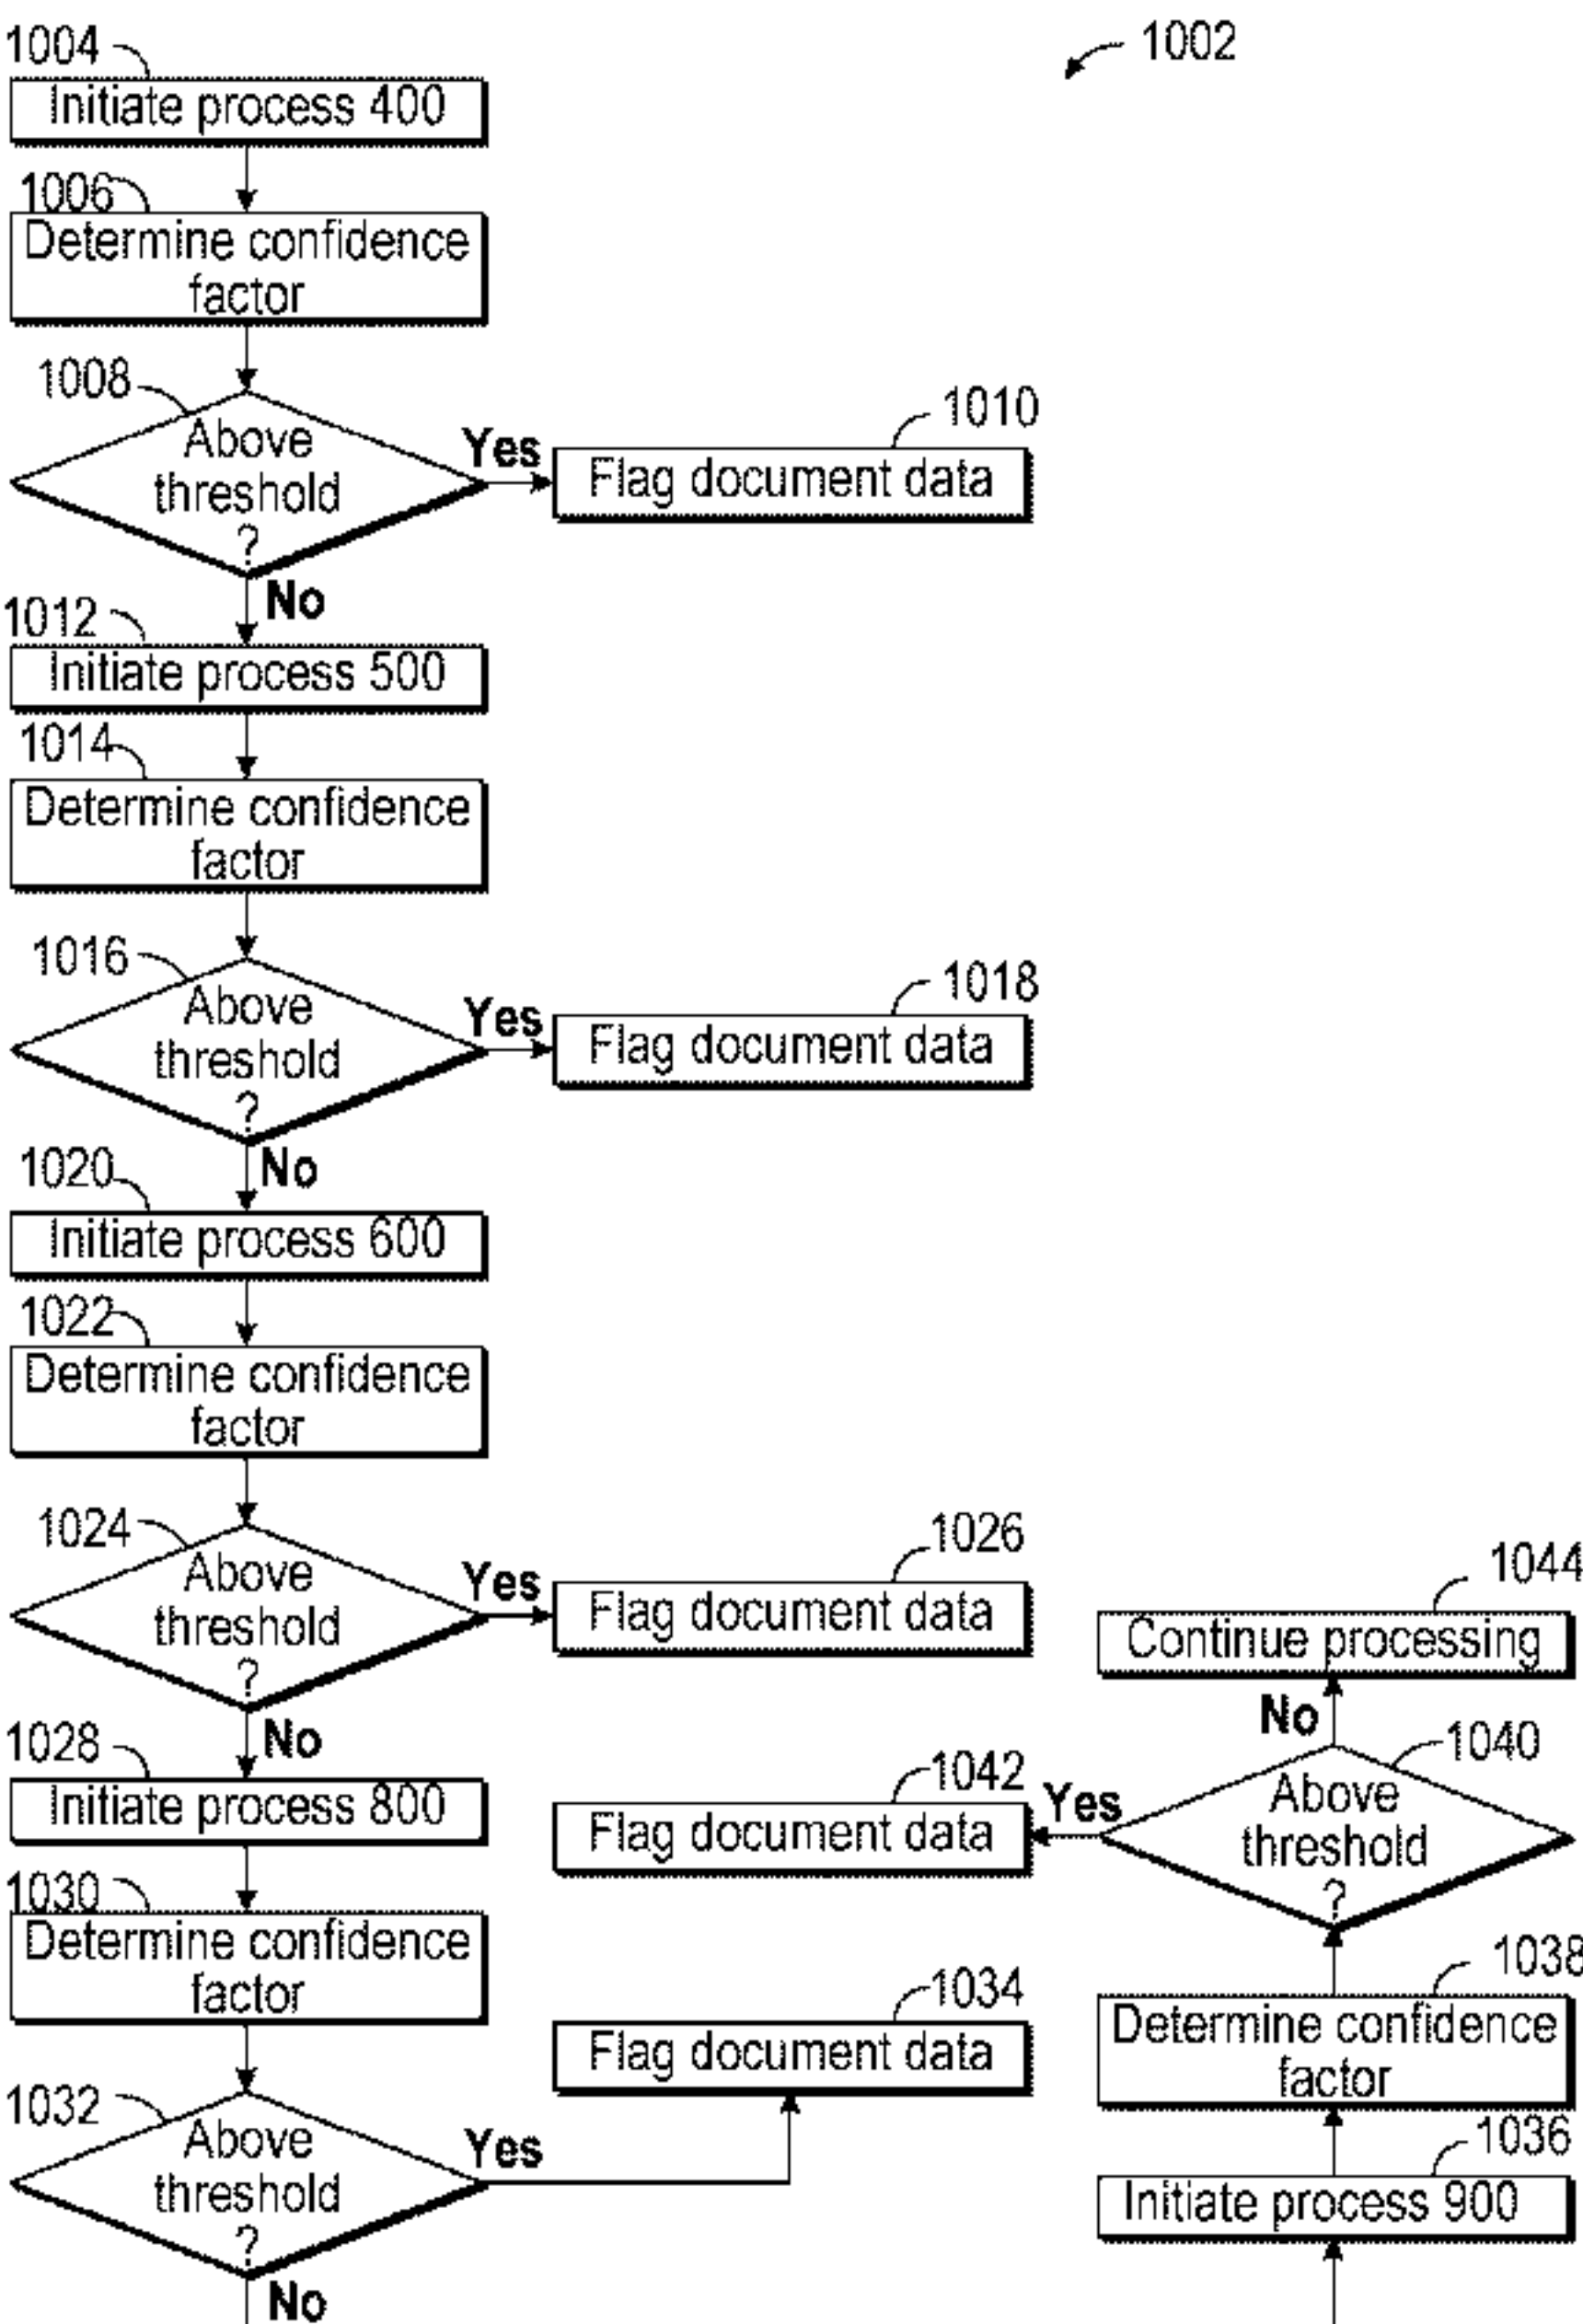 1002
1004
Initiate process 400
1006
Determine confidence
factor
1008
Above
threshold
?
Yes
1010
Flag document data
No
1012
Initiate process 500
1014
Determine confidence
factor
1016
Above
threshold
?
Yes
1018
Flag document data
No
1020
Initiate process 600
1022
Determine confidence
factor
1024
Above
threshold
?
Yes
1026
Flag document data
No
1028
Initiate process 800
1030
Determine confidence
factor
1032
Above
threshold
?
Yes
1034
Flag document data
No
1036
Initiate process 900
1038
Determine confidence
factor
1040
Above
threshold
?
Yes
1042
Flag document data
No
1044
Continue processing